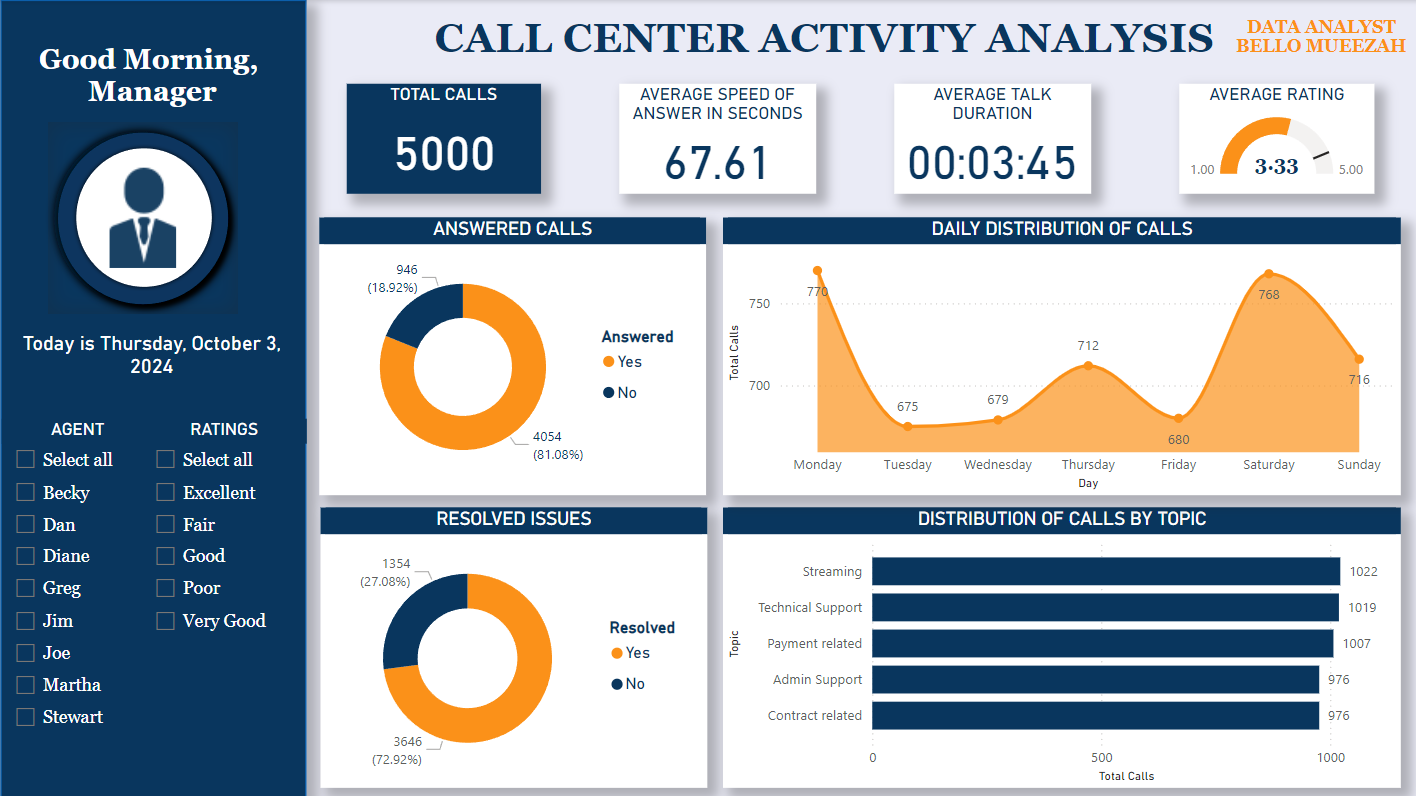 Good Morning,
Manager
Today is Thursday, October 3,
2024
AGENT
Select all
Becky
Dan
Diane
Greg
Jim
Joe
Martha
Stewart
RATINGS
Select all
Excellent
Fair
Good
Poor
Very Good
CALL CENTER ACTIVITY ANALYSIS
DATA ANALYST
BELLO MUEEZAH
TOTAL CALLS
5000
AVERAGE SPEED OF
ANSWER IN SECONDS
67.61
AVERAGE TALK
DURATION
00:03:45
AVERAGE RATING
1.00
3.33
5.00
ANSWERED CALLS
946
(18.92%)
4054
(81.08%)
Answered
Yes
No
DAILY DISTRIBUTION OF CALLS
Total Calls
750
700
770
675
679
712
680
768
716
Monday
Tuesday
Wednesday
Thursday
Friday
Saturday
Sunday
Day
RESOLVED ISSUES
1354
(27.08%)
3646
(72.92%)
Resolved
Yes
No
DISTRIBUTION OF CALLS BY TOPIC
Topic
Streaming 1022
Technical Support 1019
Payment related 1007
Admin Support 976
Contract related 976
0 500 1000
Total Calls